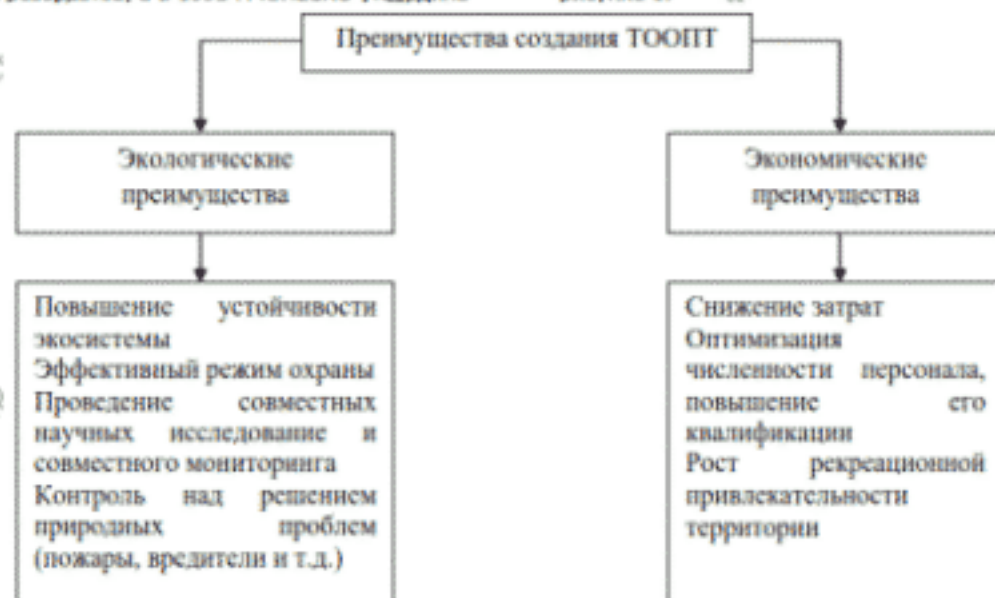 Преимущества создания ТООПТ
Экологические
преимущества
Экономические
преимущества
Повышение устойчивости
экосистемы
Эффективный режим охраны
Проведение совместных
научных исследование и
совместного мониторинга
Контроль над решением
природных проблем
(пожары, вредители и т.д.)
Снижение затрат
Оптимизация
численности персонала,
повышение его
квалификации
Рост рекреационной
привлекательности
территории